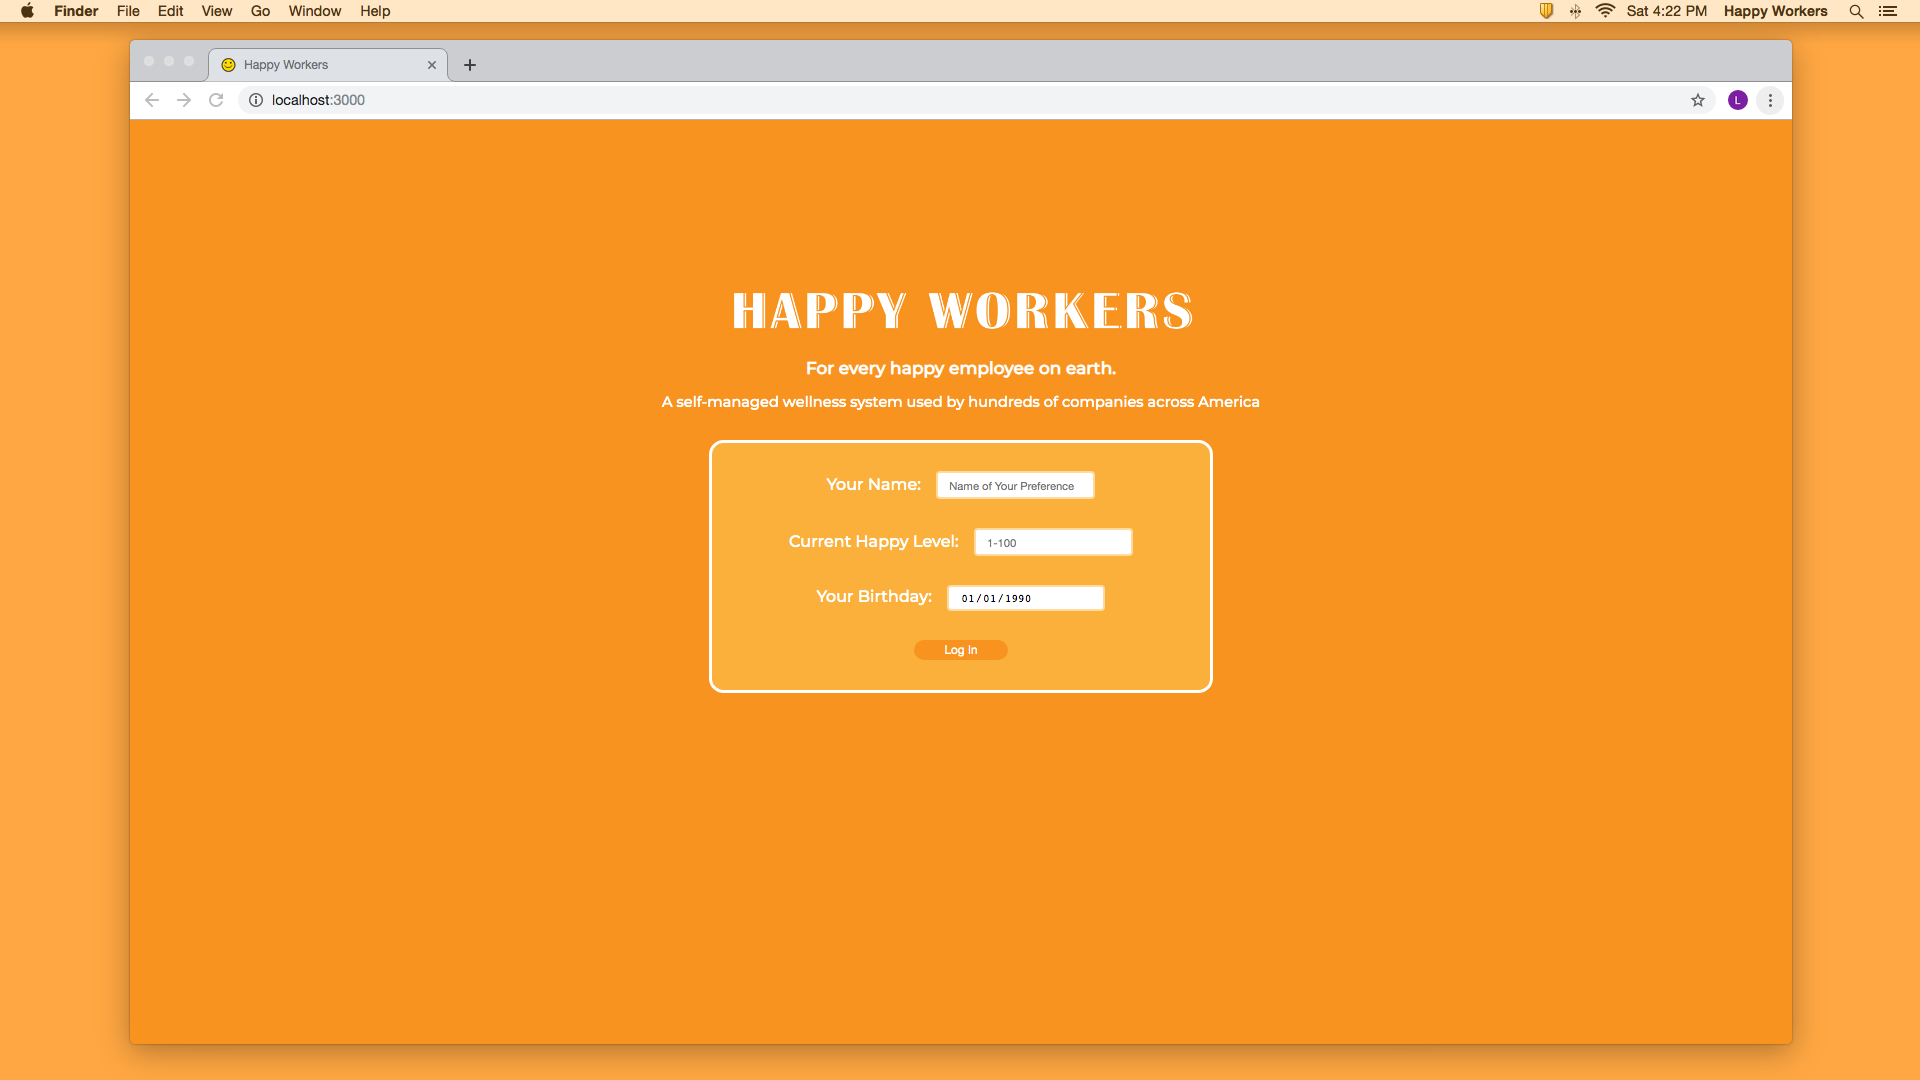 Finder File Edit View Go Window Help Sat 4:22 PM Happy Workers
Happy Workers
localhost:3000
L
HAPPY WORKERS
For every happy employee on earth.
A self-managed wellness system used by hundreds of companies across America
Your Name: Name of Your Preference
Current Happy Level: 1-100
Your Birthday: 01/01/1990
Log In